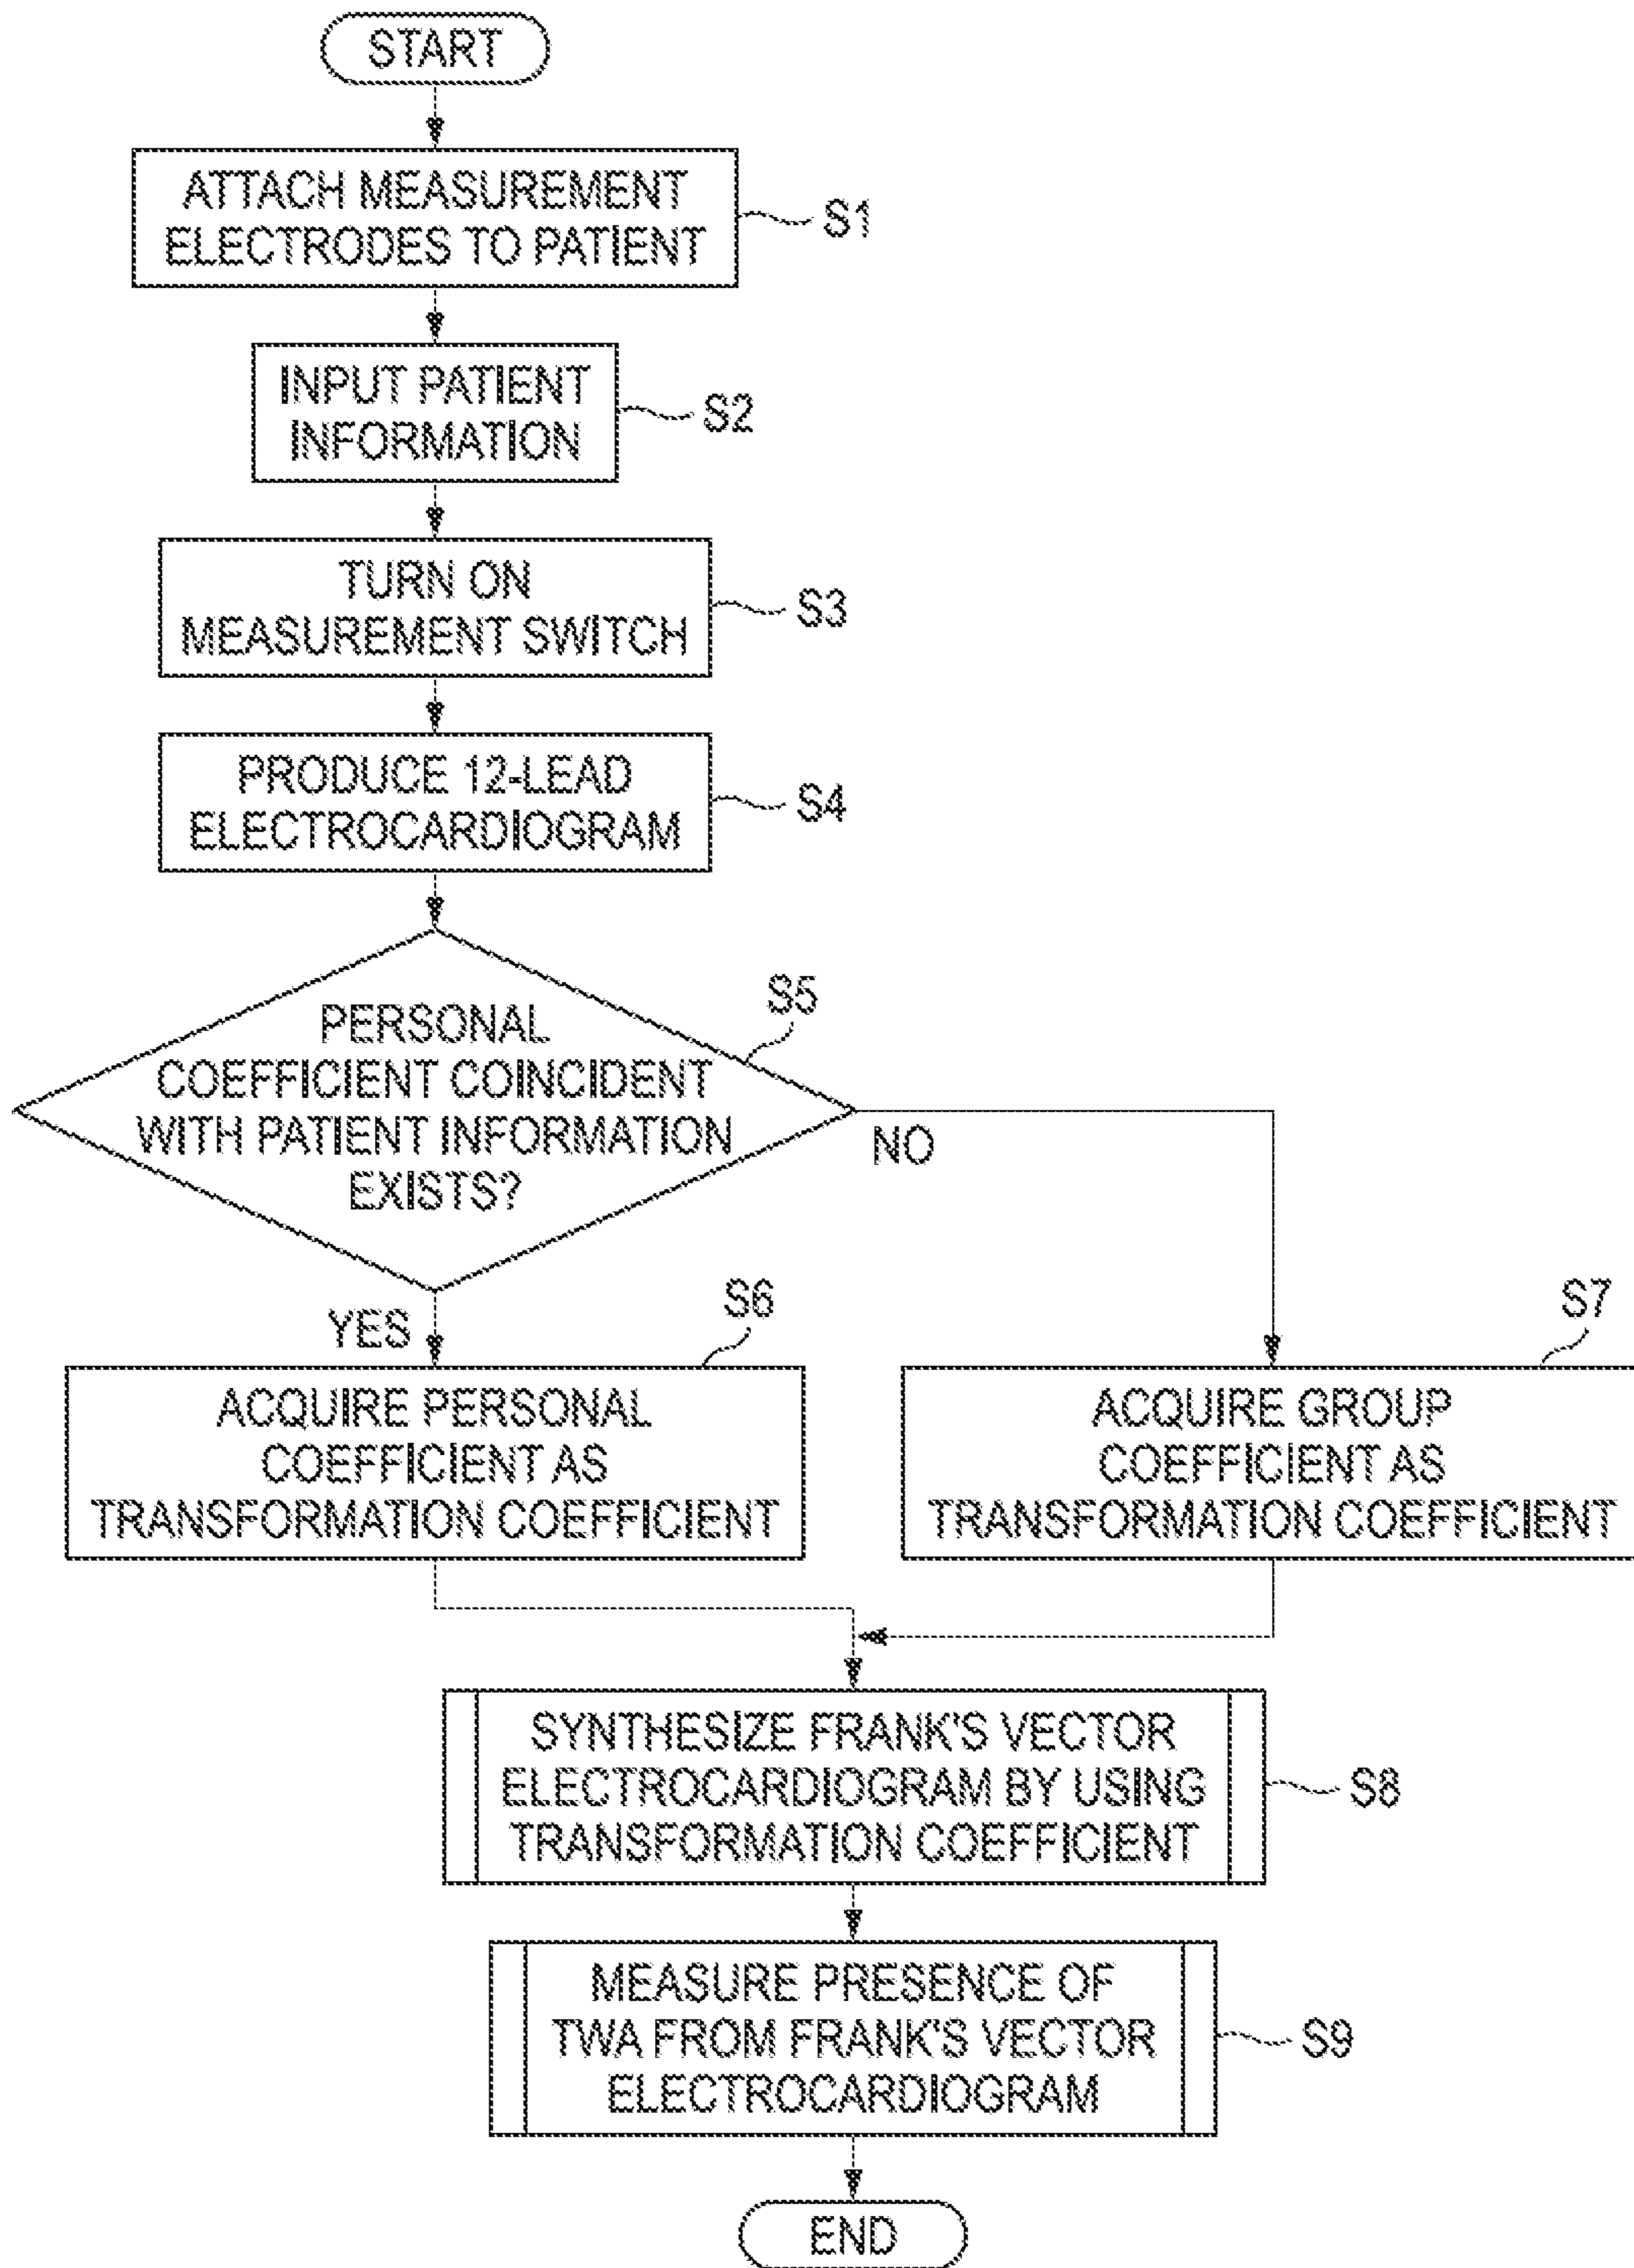 START
ATTACH MEASUREMENT
ELECTRODES TO PATIENT
S1
INPUT PATIENT
INFORMATION
S2
TURN ON
MEASUREMENT SWITCH
S3
PRODUCE 12-LEAD
ELECTROCARDIOGRAM
S4
S5
PERSONAL
COEFFICIENT COINCIDENT
WITH PATIENT INFORMATION
EXISTS?
NO
YES
S6
ACQUIRE PERSONAL
COEFFICIENT AS
TRANSFORMATION COEFFICIENT
S7
ACQUIRE GROUP
COEFFICIENT AS
TRANSFORMATION COEFFICIENT
SYNTHESIZE FRANK'S VECTOR
ELECTROCARDIOGRAM BY USING
TRANSFORMATION COEFFICIENT
S8
MEASURE PRESENCE OF
TWA FROM FRANK'S VECTOR
ELECTROCARDIOGRAM
S9
END